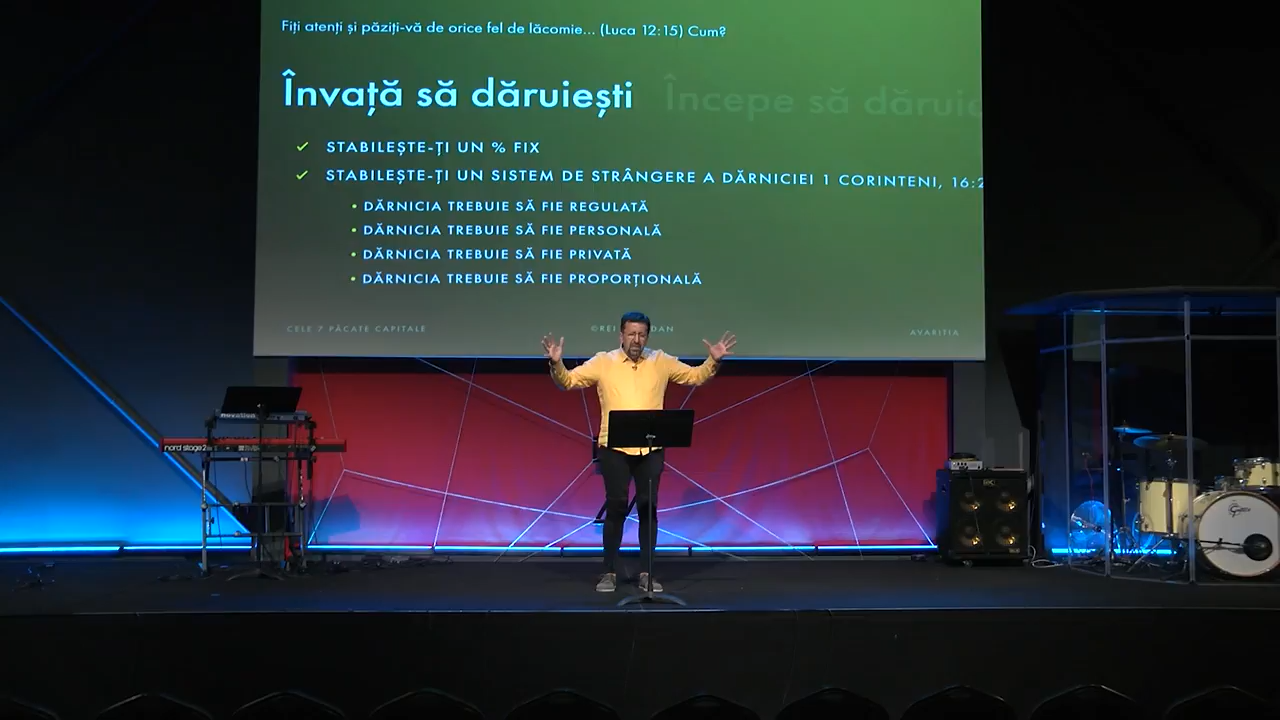 Fiți atenți și păziți-vă de orice fel de lăcomie... (Luca 12:15) Cum?
Învață să dăruiești
Începe să
STABILEȘTE-ȚI UN % FIX
STABILEȘTE-ȚI UN SISTEM DE STRÂNGERE A DĂRNICIEI 1 CORINTENI, 16:2
• DĂRNICIA TREBUIE SĂ FIE REGULATĂ
• DĂRNICIA TREBUIE SĂ FIE PERSONALĂ
• DĂRNICIA TREBUIE SĂ FIE PRIVATĂ
• DĂRNICIA TREBUIE SĂ FIE PROPORȚIONALĂ
CELE 7 PĂCATE CAPITALE
AVARIȚIA
novation
nord stage 2
Gretsch